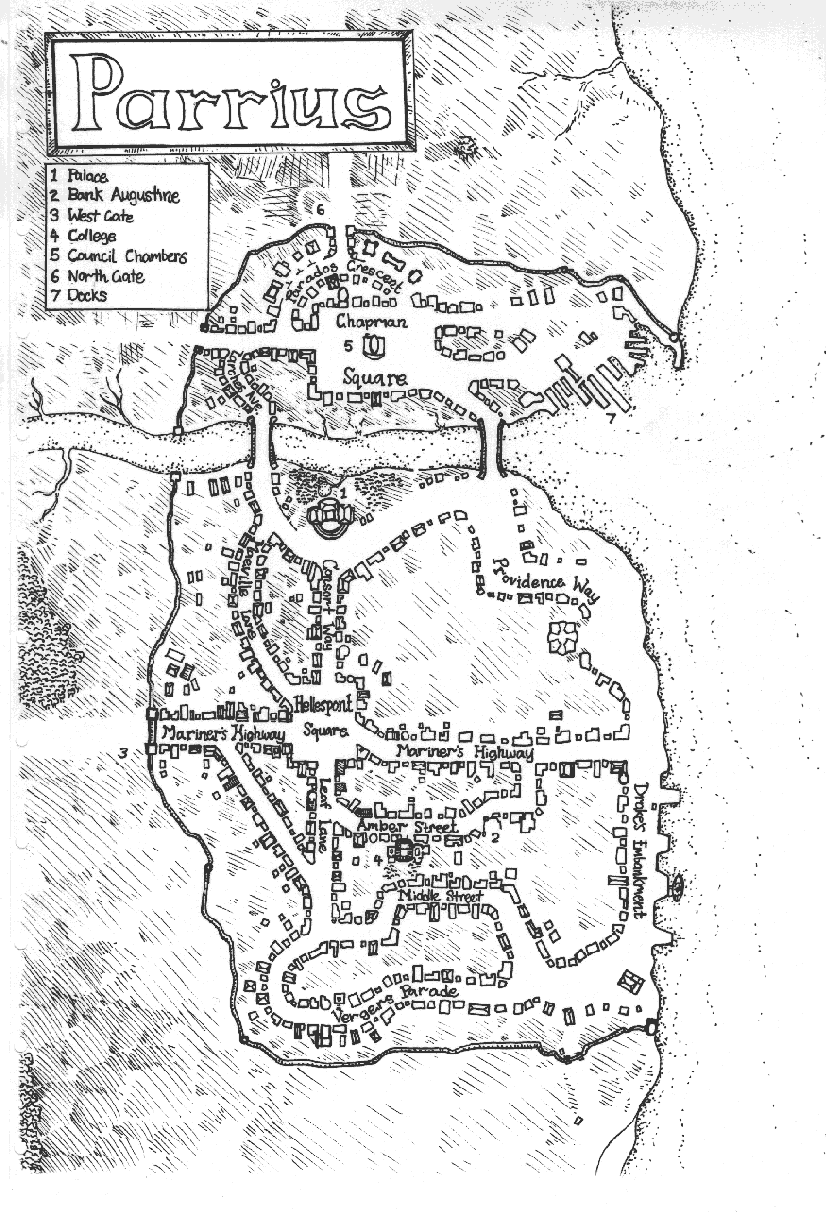 Parrius
1 Palace
2 Bank Augustine
3 West Gate
4 College
5 Council Chambers
6 North Gate
7 Docks
6
Parados Crescent
Chapman
5
Square
7
1
Consort Way
Providence Way
Lane
Hellespont
Square
Mariner's Highway
3
Mariner's Highway
Leaf Lane
Amber Street
2
4
Drake's Embankment
Middle Street
Vergers Parade